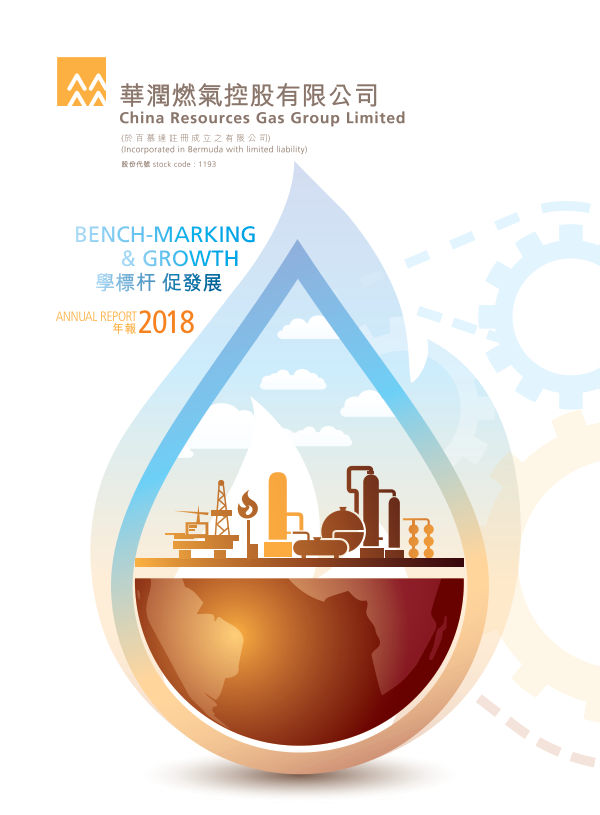 華潤燃氣控股有限公司
China Resources Gas Group Limited
(於百慕達註冊成立之有限公司)
(Incorporated in Bermuda with limited liability)
股份代號 stock code : 1193
BENCH-MARKING
& GROWTH
學標杆 促發展
ANNUAL REPORT 2018
年報